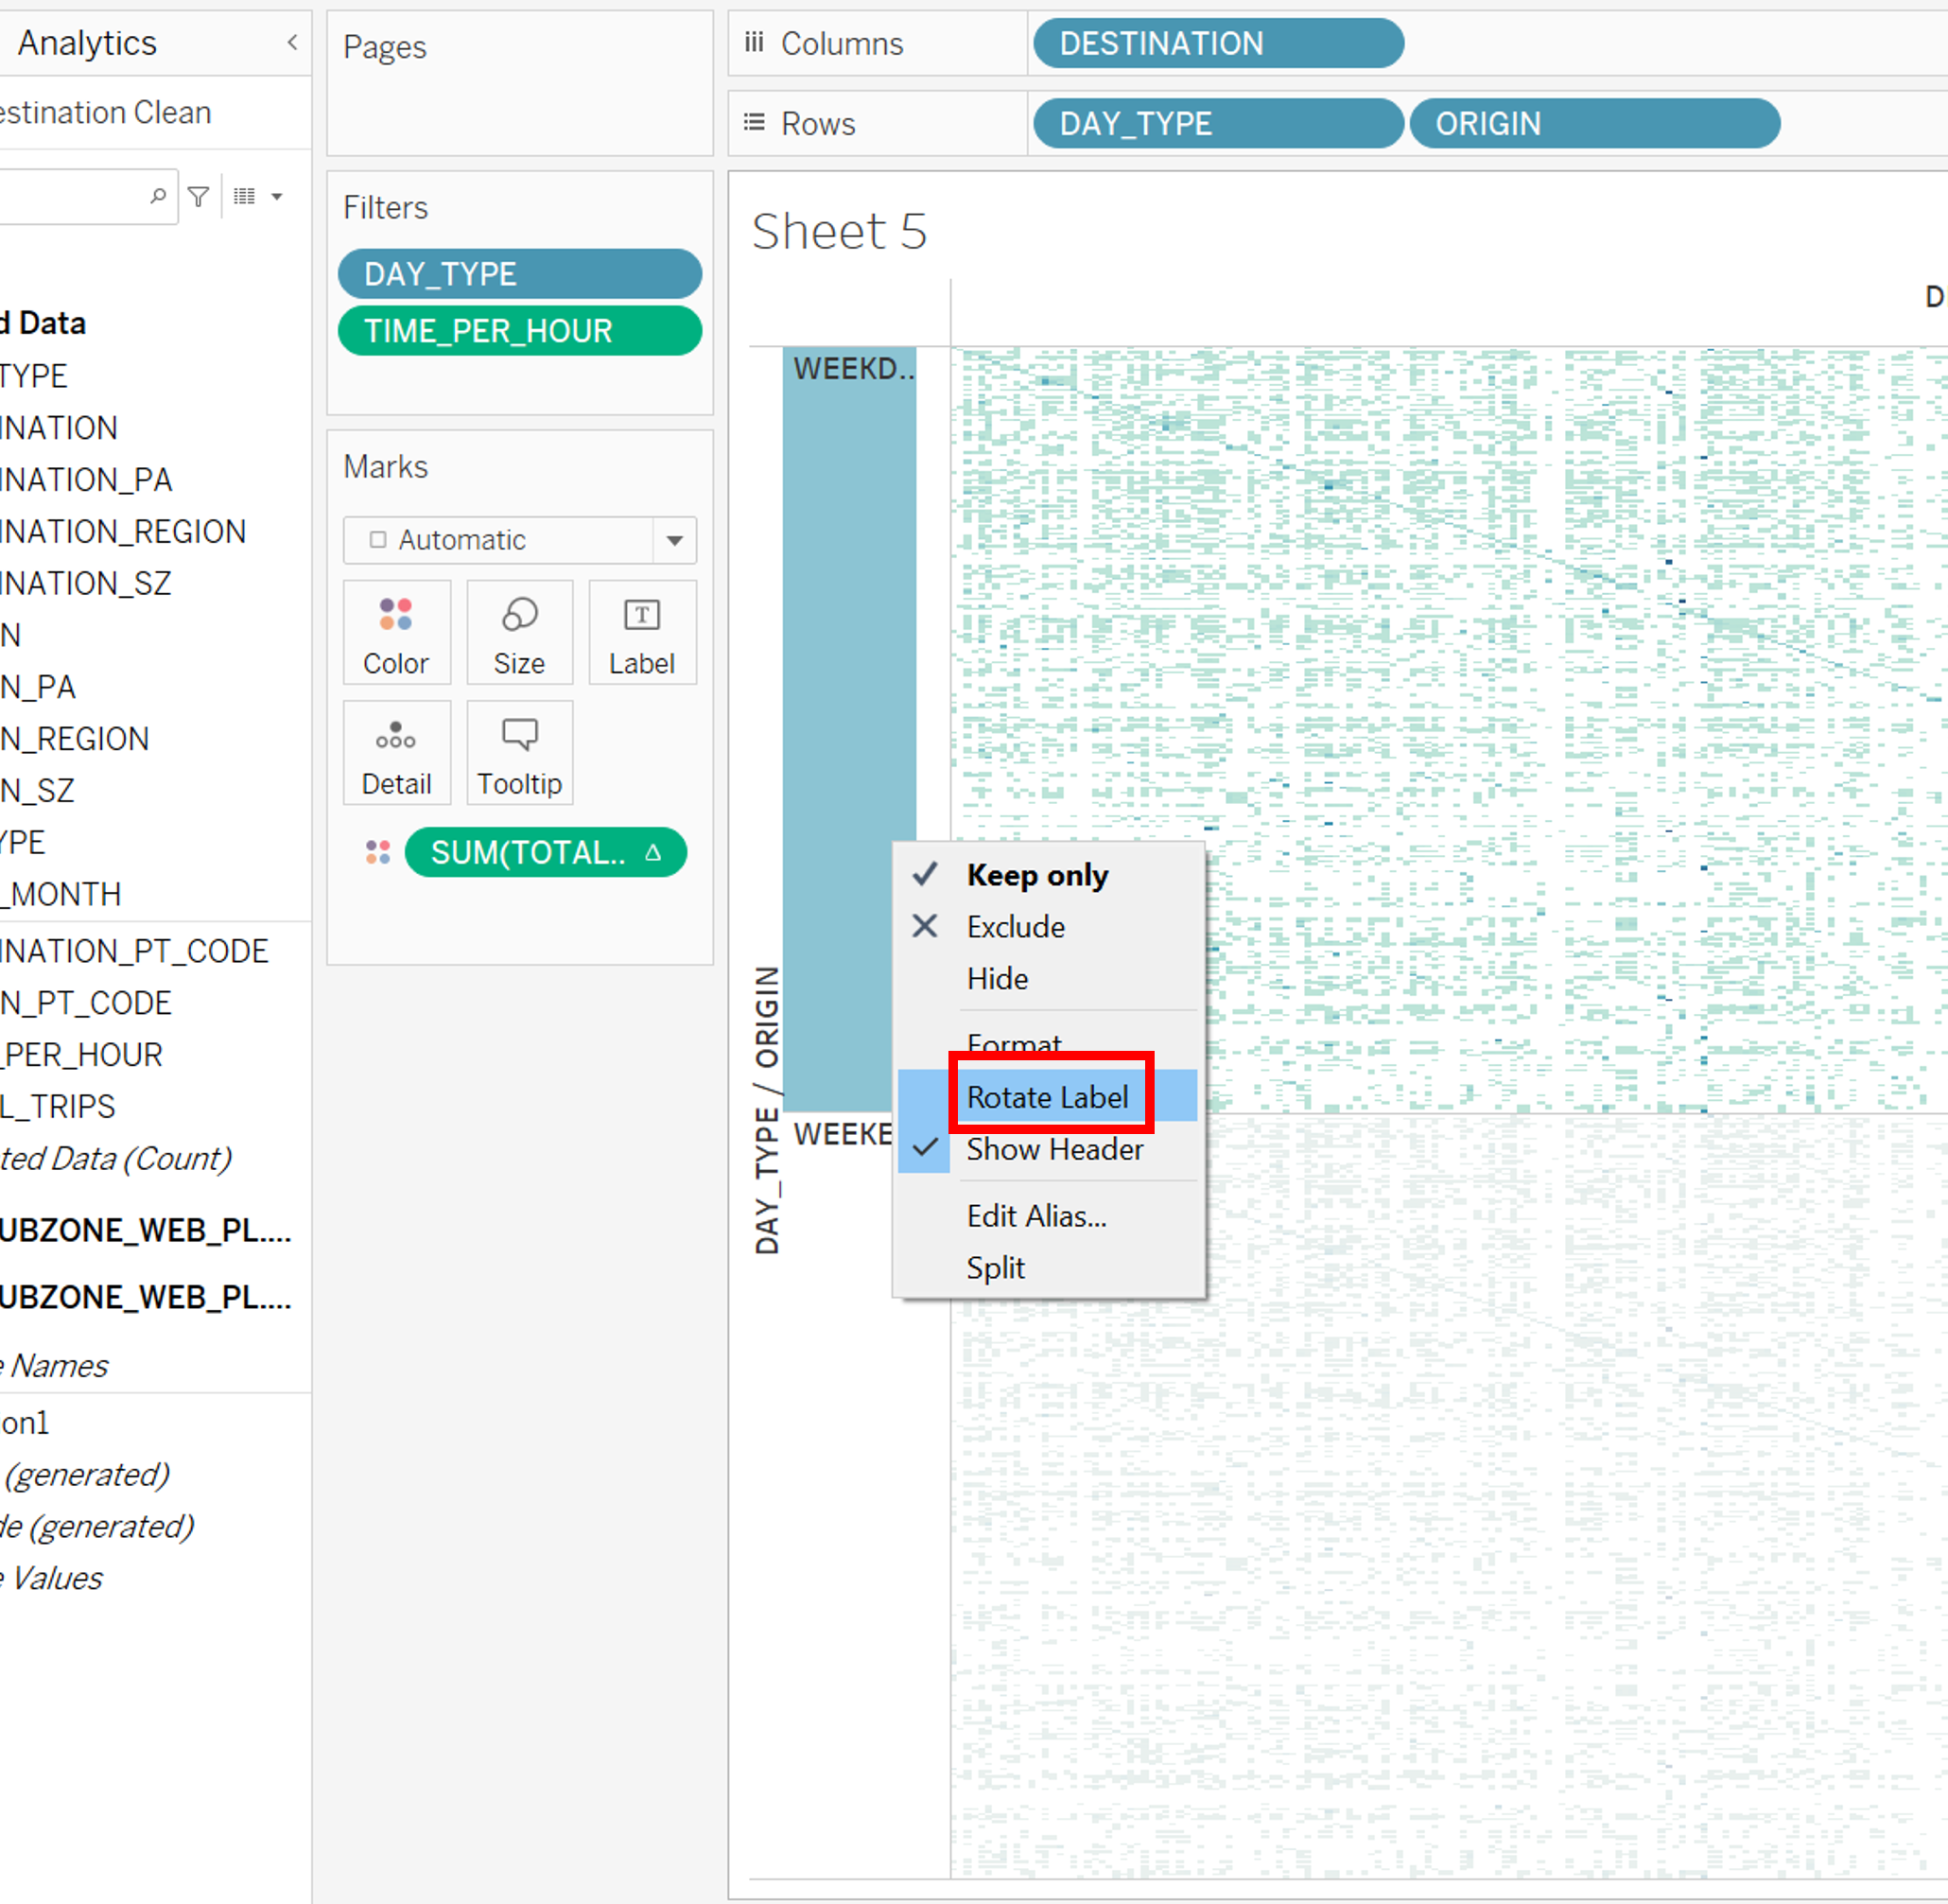 Analytics
estination Clean
d Data
TYPE
INATION
INATION_PA
INATION_REGION
INATION_SZ
N
N_PA
N_REGION
N_SZ
YPE
_MONTH
INATION_PT_CODE
N_PT_CODE
_PER_HOUR
L_TRIPS
ted Data (Count)
UBZONE_WEB_PL....
UBZONE_WEB_PL....
e Names
on1
(generated)
de (generated)
e Values
Pages
Filters
DAY_TYPE
TIME_PER_HOUR
Marks
Automatic
Color
Size
T
Label
Detail
Tooltip
SUM(TOTAL.. Δ
Columns
DESTINATION
Rows
DAY_TYPE
ORIGIN
Sheet 5
D
DAY_TYPE / ORIGIN
WEEKD..
WEEKE
Keep only
Exclude
Hide
Format
Rotate Label
Show Header
Edit Alias...
Split